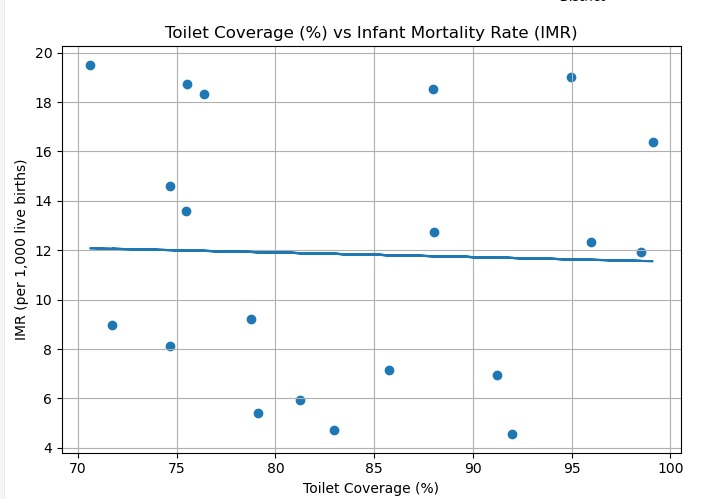 District
Toilet Coverage (%) vs Infant Mortality Rate (IMR)
20
18
16
14
12
10
8
6
4
IMR (per 1,000 live births)
70 75 80 85 90 95 100
Toilet Coverage (%)